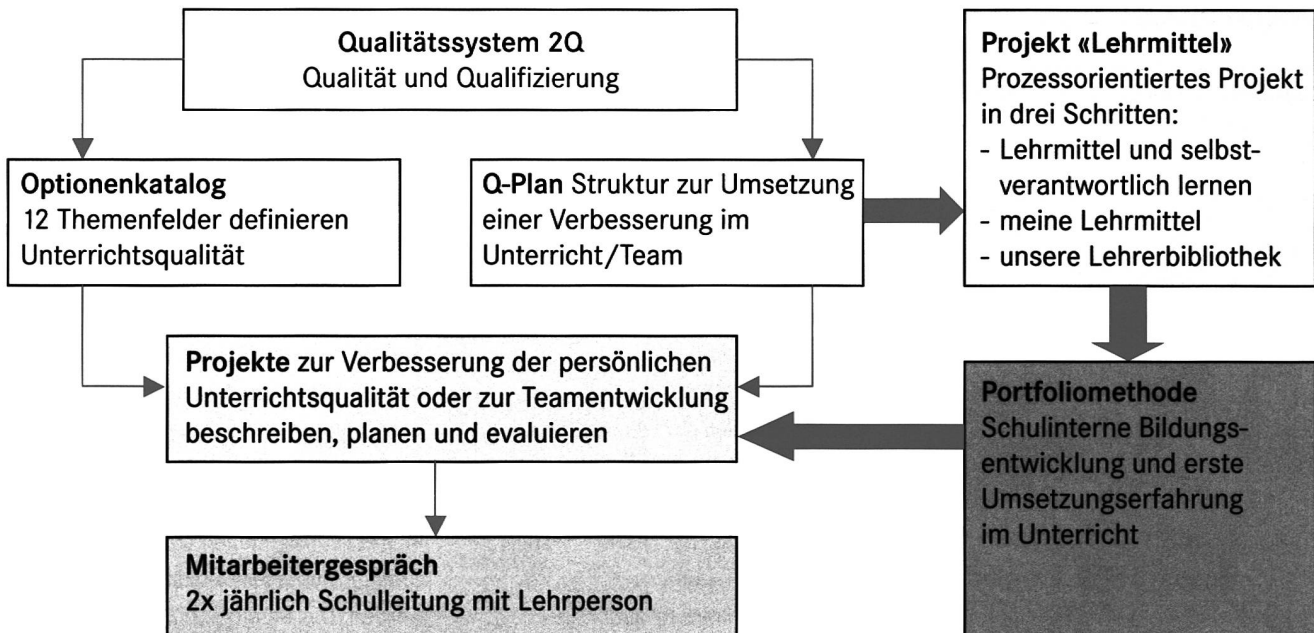 Qualitätssystem 2Q
Qualität und Qualifizierung
Optionenkatalog
12 Themenfelder definieren
Unterrichtsqualität
Q-Plan Struktur zur Umsetzung
einer Verbesserung im
Unterricht/Team
Projekt «Lehrmittel»
Prozessorientiertes Projekt
in drei Schritten:
- Lehrmittel und selbst-
verantwortlich lernen
- meine Lehrmittel
- unsere Lehrerbibliothek
Projekte zur Verbesserung der persönlichen
Unterrichtsqualität oder zur Teamentwicklung
beschreiben, planen und evaluieren
Portfoliomethode
Schulinterne Bildungs-
entwicklung und erste
Umsetzungserfahrung
im Unterricht
Mitarbeitergespräch
2x jährlich Schulleitung mit Lehrperson